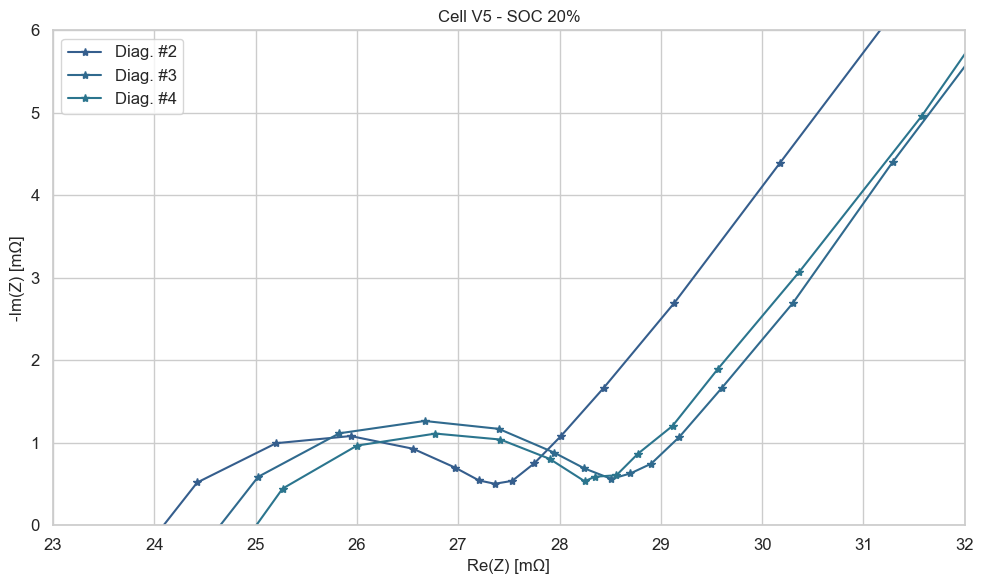 Cell V5 - SOC 20%
Diag. #2
Diag. #3
Diag. #4
-Im(Z) [mΩ]
6
5
4
3
2
1
0
23 24 25 26 27 28 29 30 31 32
Re(Z) [mΩ]